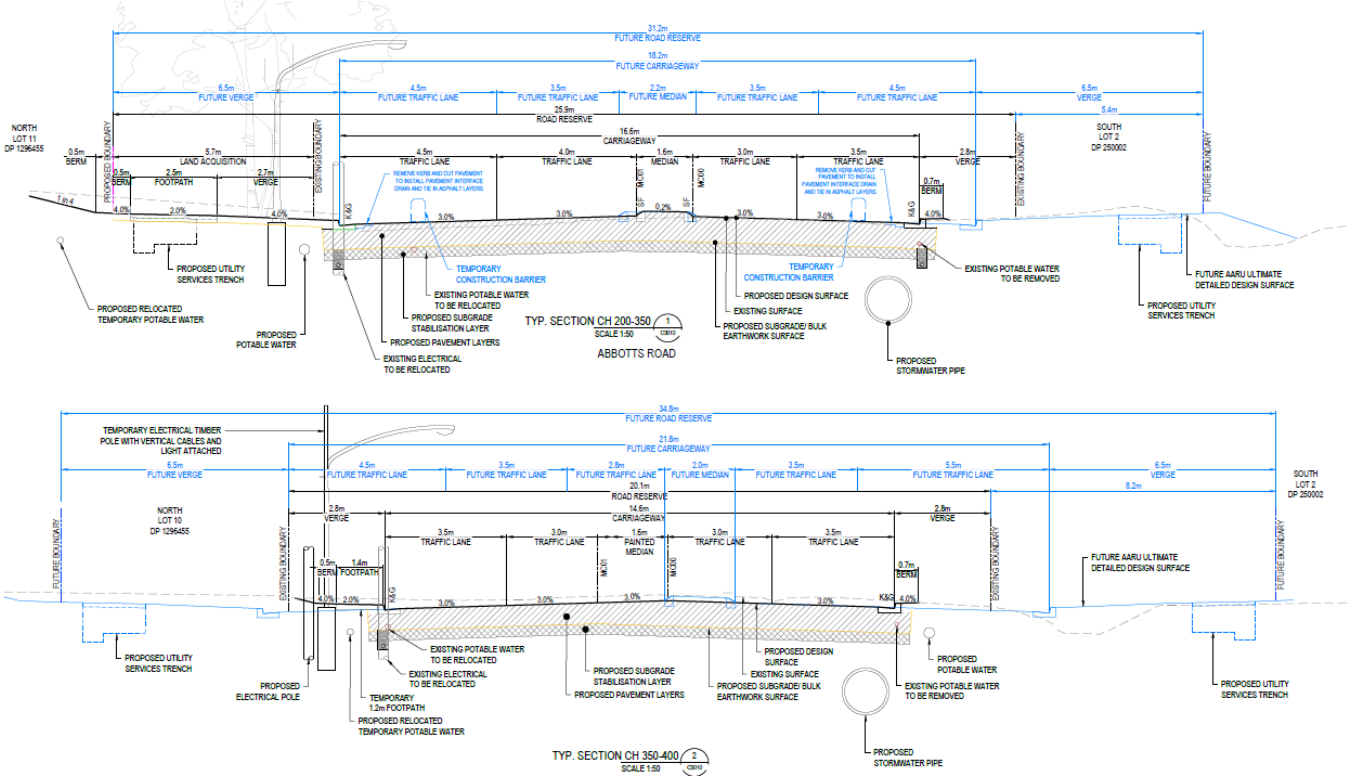 31.2m
FUTURE ROAD RESERVE
18.2m
FUTURE CARRIAGEWAY
6.5m
FUTURE VERGE
4.5m
FUTURE TRAFFIC LANE
3.5m
FUTURE TRAFFIC LANE
2.2m
FUTURE MEDIAN
3.5m
FUTURE TRAFFIC LANE
4.5m
FUTURE TRAFFIC LANE
6.5m
VERGE
25.9m
ROAD RESERVE
5.4m
NORTH
LOT 11
DP 1296455
SOUTH
LOT 2
DP 250002
PROPOSED BOUNDARY
EXISTING BOUNDARY
EXISTING BOUNDARY
FUTURE BOUNDARY
16.6m
CARRIAGEWAY
0.5m
BERM
5.7m
LAND ACQUISITION
4.5m
TRAFFIC LANE
4.0m
TRAFFIC LANE
1.6m
MEDIAN
3.0m
TRAFFIC LANE
3.5m
TRAFFIC LANE
2.8m
VERGE
0.5m
BERM
2.5m
FOOTPATH
2.7m
VERGE
REMOVE KERB AND CUT PAVEMENT
TO INSTALL PAVEMENT INTERFACE
DRAIN AND TIE IN ASPHALT LAYERS
REMOVE KERB AND CUT
PAVEMENT TO INSTALL
PAVEMENT INTERFACE DRAIN
AND TIE IN ASPHALT LAYERS
0.7m
BERM
MC01
MC00
SF
SF
K&G
K&G
1 in 4
4.0%
2.0%
4.0%
3.0%
3.0%
0.2%
3.0%
3.0%
4.0%
PROPOSED UTILITY
SERVICES TRENCH
PROPOSED RELOCATED
TEMPORARY POTABLE WATER
PROPOSED
POTABLE WATER
TEMPORARY
CONSTRUCTION BARRIER
EXISTING POTABLE WATER
TO BE RELOCATED
PROPOSED SUBGRADE
STABILISATION LAYER
PROPOSED PAVEMENT LAYERS
EXISTING ELECTRICAL
TO BE RELOCATED
TEMPORARY
CONSTRUCTION BARRIER
PROPOSED DESIGN SURFACE
EXISTING SURFACE
PROPOSED SUBGRADE/ BULK
EARTHWORK SURFACE
EXISTING POTABLE WATER
TO BE REMOVED
PROPOSED
STORMWATER PIPE
FUTURE AARU ULTIMATE
DETAILED DESIGN SURFACE
PROPOSED UTILITY
SERVICES TRENCH
TYP. SECTION CH 200-350
1
SCALE 1:50
C3010
ABBOTTS ROAD
34.8m
FUTURE ROAD RESERVE
21.8m
FUTURE CARRIAGEWAY
TEMPORARY ELECTRICAL TIMBER
POLE WITH VERTICAL CABLES AND
LIGHT ATTACHED
6.5m
FUTURE VERGE
4.5m
FUTURE TRAFFIC LANE
3.5m
FUTURE TRAFFIC LANE
2.8m
FUTURE TRAFFIC LANE
2.0m
FUTURE MEDIAN
3.5m
FUTURE TRAFFIC LANE
5.5m
FUTURE TRAFFIC LANE
6.5m
VERGE
20.1m
ROAD RESERVE
8.2m
SOUTH
LOT 2
DP 250002
NORTH
LOT 10
DP 1296455
2.8m
VERGE
14.6m
CARRIAGEWAY
2.8m
VERGE
3.5m
TRAFFIC LANE
3.0m
TRAFFIC LANE
1.6m
PAINTED
MEDIAN
3.0m
TRAFFIC LANE
3.5m
TRAFFIC LANE
FUTURE BOUNDARY
EXISTING BOUNDARY
EXISTING BOUNDARY
FUTURE BOUNDARY
0.5m
BERM
1.4m
FOOTPATH
0.7m
BERM
MC01
MC00
K&G
K&G
4.0%
2.0%
3.0%
3.0%
3.0%
3.0%
4.0%
FUTURE AARU ULTIMATE
DETAILED DESIGN SURFACE
PROPOSED UTILITY
SERVICES TRENCH
PROPOSED
ELECTRICAL POLE
EXISTING POTABLE WATER
TO BE RELOCATED
EXISTING ELECTRICAL
TO BE RELOCATED
TEMPORARY
1.2m FOOTPATH
PROPOSED RELOCATED
TEMPORARY POTABLE WATER
PROPOSED SUBGRADE
STABILISATION LAYER
PROPOSED PAVEMENT LAYERS
PROPOSED DESIGN
SURFACE
EXISTING SURFACE
PROPOSED SUBGRADE/ BULK
EARTHWORK SURFACE
PROPOSED
POTABLE WATER
EXISTING POTABLE WATER
TO BE REMOVED
PROPOSED
STORMWATER PIPE
PROPOSED UTILITY
SERVICES TRENCH
TYP. SECTION CH 350-400
2
SCALE 1:50
C3010